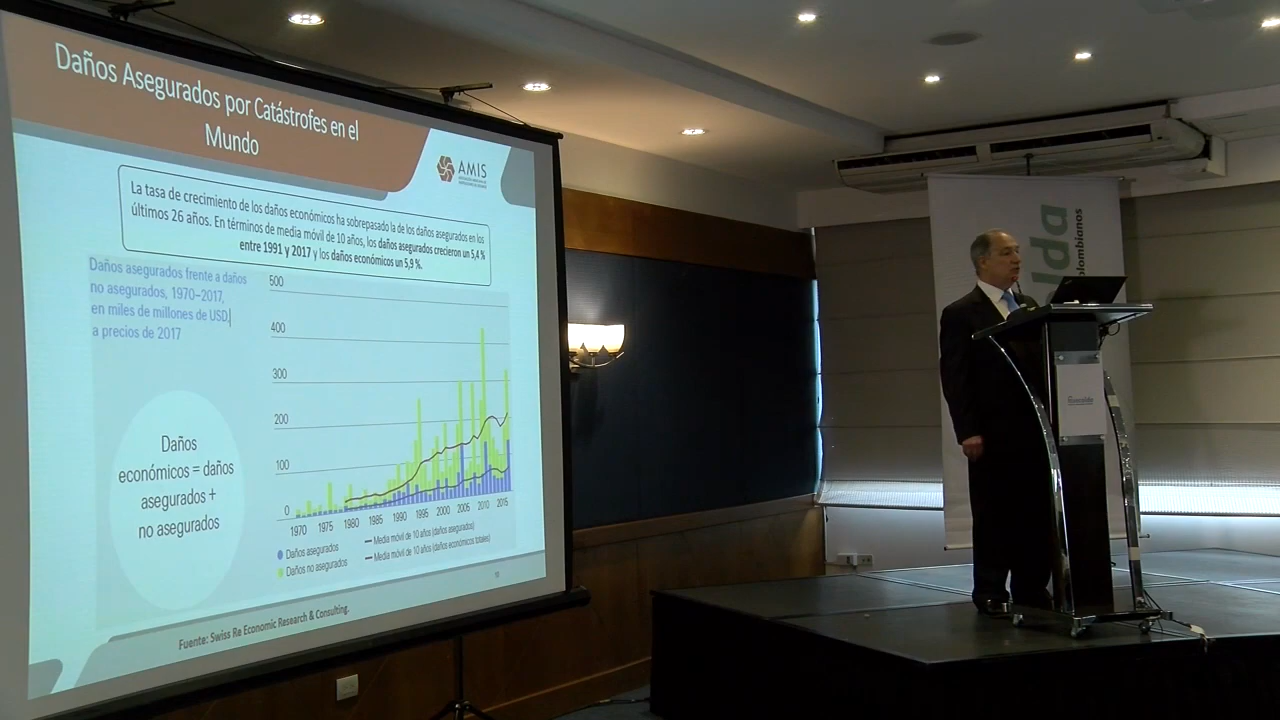 Daños Asegurados por Catástrofes en el
Mundo
AMIS
La tasa de crecimiento de los daños económicos ha sobrepasado la de los daños asegurados en los
últimos 26 años. En términos de media móvil de 10 años, los daños asegurados crecieron un 5,4 %
entre 1991 y 2017 y los daños económicos un 5,9 %.
Daños asegurados frente a daños
no asegurados, 1970–2017,
en miles de millones de USD
a precios de 2017
500
400
300
200
100
0
1970 1975 1980 1985 1990 1995 2000 2005 2010 2015
Daños asegurados
Daños no asegurados
Media móvil de 10 años (daños asegurados)
Media móvil de 10 años (daños económicos totales)
Daños
económicos = daños
asegurados +
no asegurados
10
Fuente: Swiss Re Economic Research & Consulting.
lda
olombianos